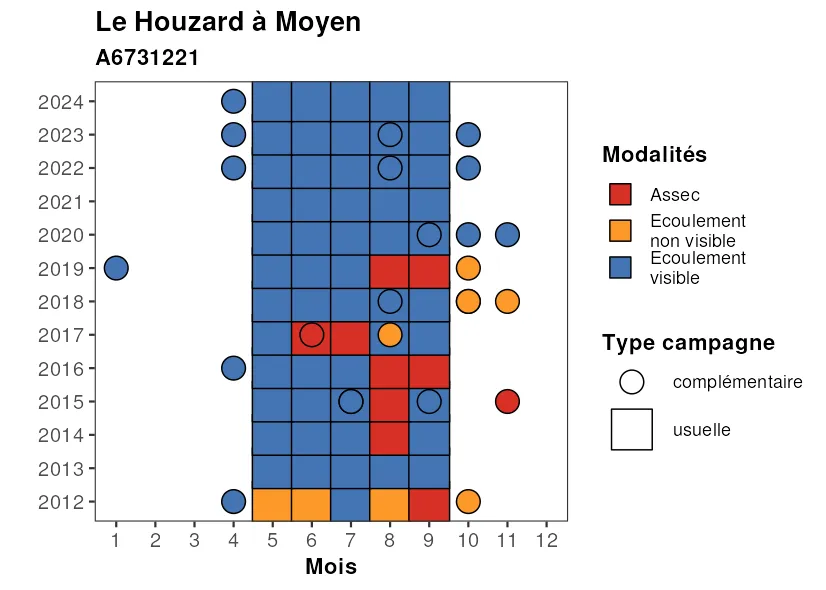 Le Houzard à Moyen
A6731221
2024
2023
2022
2021
2020
2019
2018
2017
2016
2015
2014
2013
2012
1 2 3 4 5 6 7 8 9 10 11 12
Mois
Modalités
Assec
Ecoulement
non visible
Ecoulement
visible
Type campagne
complémentaire
usuelle